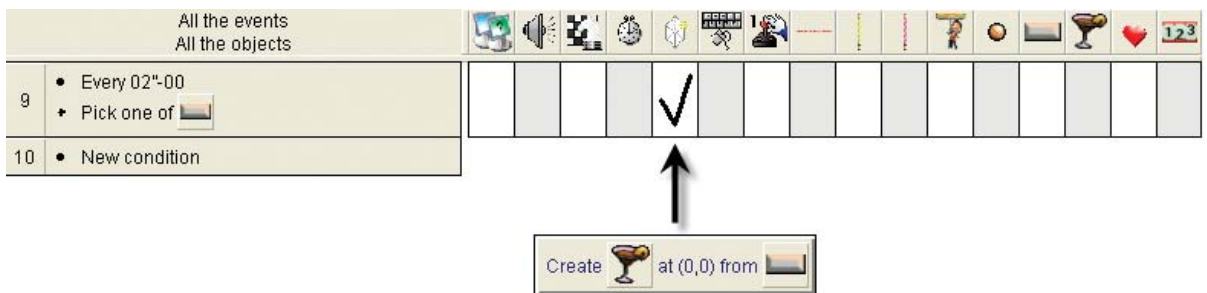 All the events
All the objects
123
9
• Every 02"-00
+ Pick one of
10
• New condition
Create at (0,0) from